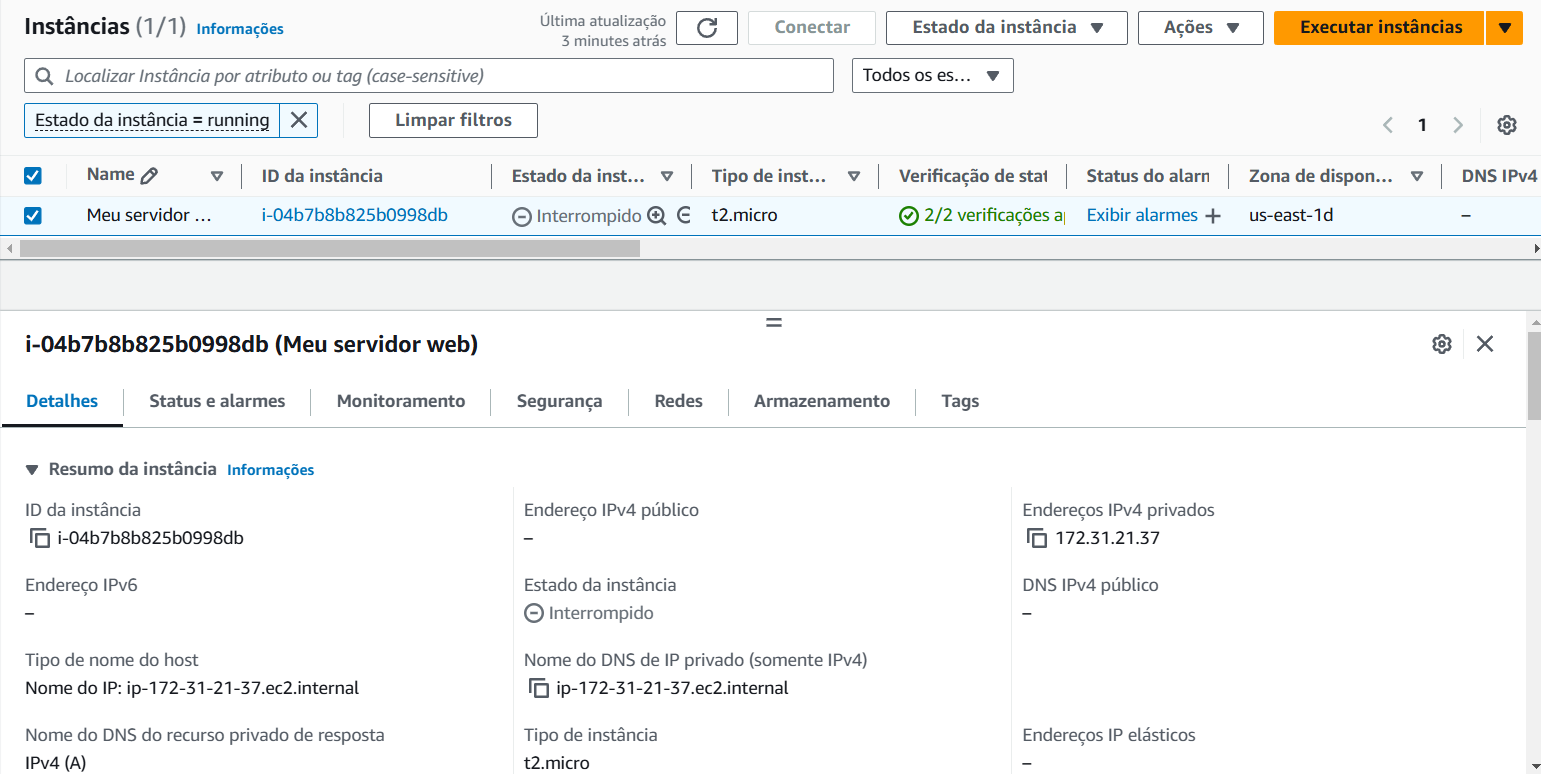 Instâncias (1/1) Informações
Última atualização
3 minutes atrás
Conectar
Estado da instância
Ações
Executar instâncias
Localizar Instância por atributo ou tag (case-sensitive)
Todos os es...
Estado da instância = running
Limpar filtros
1
Name ID da instância Estado da inst... Tipo de inst... Verificação de stat Status do alarn Zona de dispon... DNS IPv4
Meu servidor ... i-04b7b8b825b0998db Interrompido t2.micro 2/2 verificações a Exibir alarmes + us-east-1d –
i-04b7b8b825b0998db (Meu servidor web)
Detalhes Status e alarmes Monitoramento Segurança Redes Armazenamento Tags
Resumo da instância Informações
ID da instância
i-04b7b8b825b0998db
Endereço IPv4 público
–
Endereços IPv4 privados
172.31.21.37
Endereço IPv6
–
Estado da instância
Interrompido
DNS IPv4 público
–
Tipo de nome do host
Nome do IP: ip-172-31-21-37.ec2.internal
Nome do DNS de IP privado (somente IPv4)
ip-172-31-21-37.ec2.internal
Nome do DNS do recurso privado de resposta
IPv4 (A)
Tipo de instância
t2.micro
Endereços IP elásticos
–